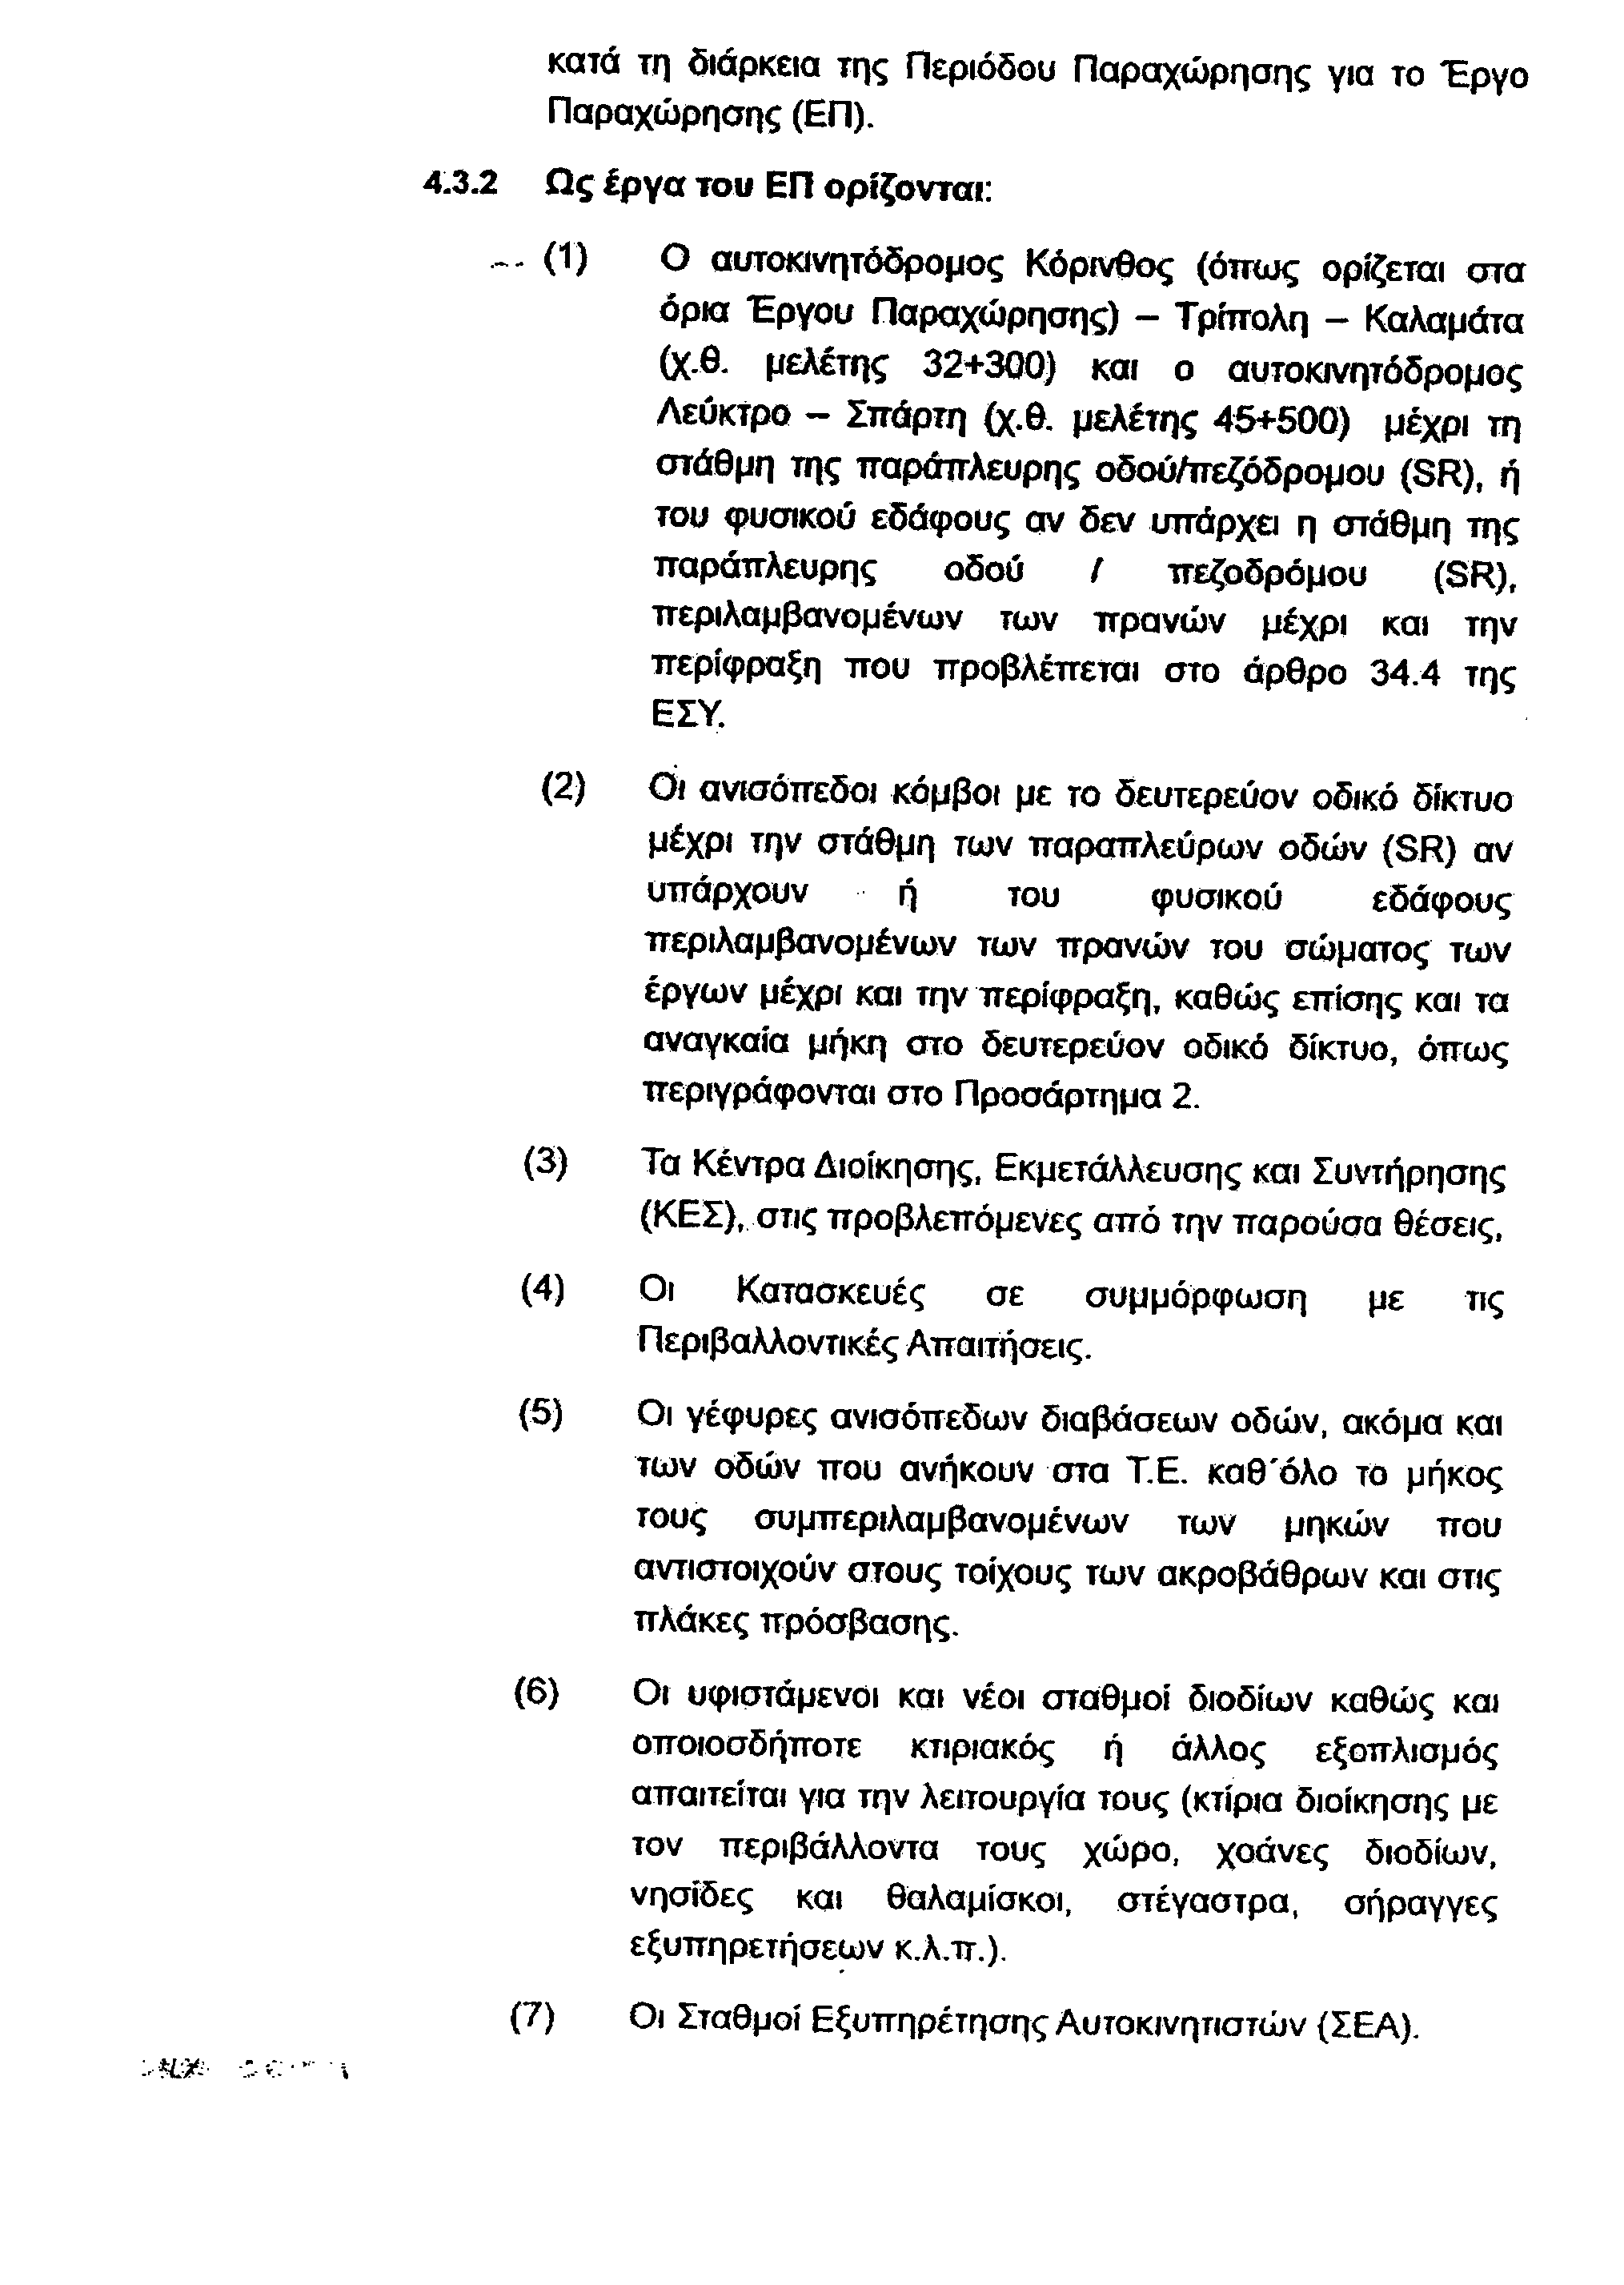 κατά τη διάρκεια της Περιόδου Παραχώρησης για το Έργο
Παραχώρησης (ΕΠ).
4.3.2 Ως έργα του ΕΠ ορίζονται:
(1) Ο αυτοκινητόδρομος Κόρινθος (όπως ορίζεται στα
όρια Έργου Παραχώρησης) – Τρίπολη – Καλαμάτα
(χ.θ. μελέτης 32+300) και ο αυτοκινητόδρομος
Λεύκτρο – Σπάρτη (χ.θ. μελέτης 45+500) μέχρι τη
στάθμη της παράπλευρης οδού/πεζόδρομου (SR), ή
του φυσικού εδάφους αν δεν υπάρχει η στάθμη της
παράπλευρης οδού / πεζοδρόμου (SR),
περιλαμβανομένων των πρανών μέχρι και την
περίφραξη που προβλέπεται στο άρθρο 34.4 της
ΕΣΥ.
(2) Οι ανισόπεδοι κόμβοι με το δευτερεύον οδικό δίκτυο
μέχρι την στάθμη των παραπλεύρων οδών (SR) αν
υπάρχουν ή του φυσικού εδάφους
περιλαμβανομένων των πρανών του σώματος των
έργων μέχρι και την περίφραξη, καθώς επίσης και τα
αναγκαία μήκη στο δευτερεύον οδικό δίκτυο, όπως
περιγράφονται στο Προσάρτημα 2.
(3) Τα Κέντρα Διοίκησης, Εκμετάλλευσης και Συντήρησης
(ΚΕΣ), στις προβλεπόμενες από την παρούσα θέσεις,
(4) Οι Κατασκευές σε συμμόρφωση με τις
Περιβαλλοντικές Απαιτήσεις.
(5) Οι γέφυρες ανισόπεδων διαβάσεων οδών, ακόμα και
των οδών που ανήκουν στα Τ.Ε. καθ΄όλο το μήκος
τους συμπεριλαμβανομένων των μηκών που
αντιστοιχούν στους τοίχους των ακροβάθρων και στις
πλάκες πρόσβασης.
(6) Οι υφιστάμενοι και νέοι σταθμοί διοδίων καθώς και
οποιοσδήποτε κτιριακός ή άλλος εξοπλισμός
απαιτείται για την λειτουργία τους (κτίρια διοίκησης με
τον περιβάλλοντα τους χώρο, χοάνες διοδίων,
νησίδες και θαλαμίσκοι, στέγαστρα, σήραγγες
εξυπηρετήσεων κ.λ.π.).
(7) Οι Σταθμοί Εξυπηρέτησης Αυτοκινητιστών (ΣΕΑ).